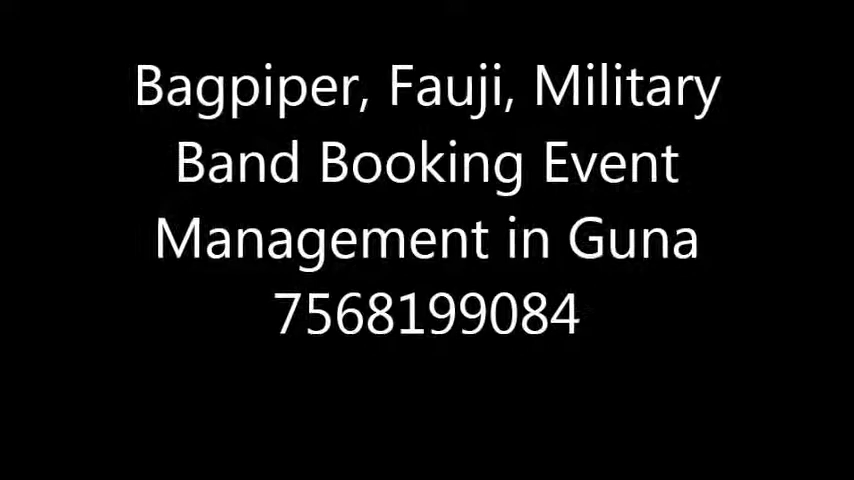 Bagpiper, Fauji, Military
Band Booking Event
Management in Guna
7568199084